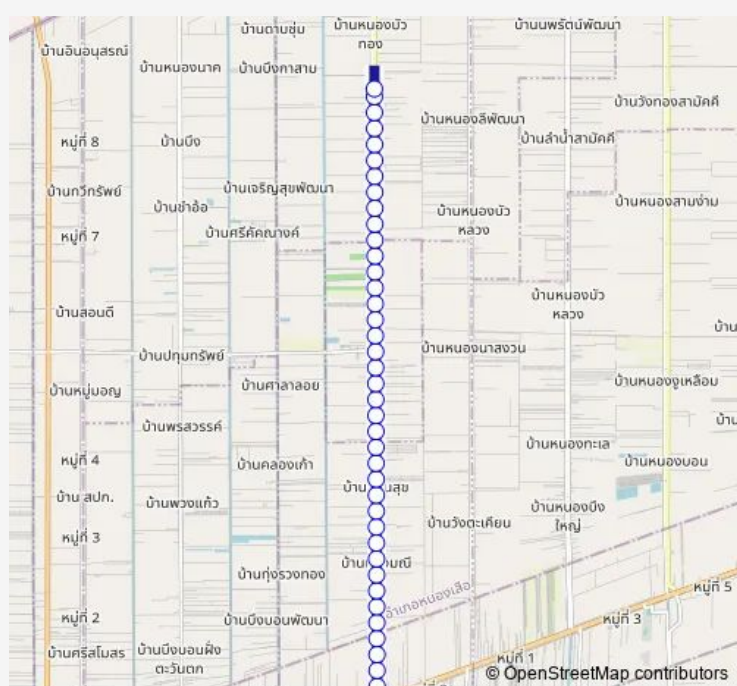 บ้านดาบซุ่ม
บ้านหนองบัว
ทอง
บ้านนพรัตน์พัฒนา
บ้านอินอนุสรณ์
บ้านหนองนาค
บ้านบึงกาสาม
บ้านวังทองสามัคคี
บ้านหนองลีพัฒนา
หมู่ที่ 8
บ้านบึง
บ้านลำน้ำสามัคคี
บ้านทวีทรัพย์
บ้านเจริญสุขพัฒนา
บ้านชำอ้อ
บ้านหนองบัว
หลวง
บ้านหนองสามง่าม
หมู่ที่ 7
บ้านศรีคัคณางค์
บ้านหนองบัว
หลวง
บ้านสอนดี
บ้าน
บ้านปทุมทรัพย์
บ้านหนองนาสงวน
บ้านหมู่มอญ
บ้านศาลาลอย
บ้านหนองงูเหลือม
บ้านพรสวรรค์
บ้านหนองทะเล
หมู่ที่ 4
บ้านคลองเก้า
บ้านหนองบอน
บ้าน สปก.
บ้านพวงแก้ว
บ้านวังตะเคียน
บ้านหนองบึง
ใหญ่
หมู่ที่ 3
บ้านทุ่งรวงทอง
อำเภอหนองเสือ
หมู่ที่ 5
หมู่ที่ 2
บ้านบึงบอนพัฒนา
หมู่ที่ 3
บ้านศรีสโมสร
บ้านบึงบอนฝั่ง
ตะวันตก
หมู่ที่ 1
© OpenStreetMap contributors